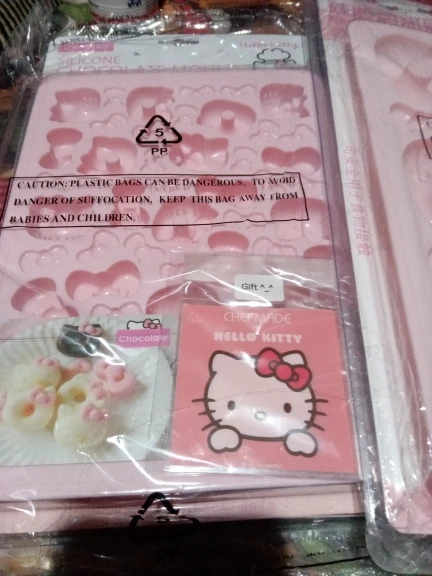 Hello Kitty
SILICONE
CHOCOLATE
5
PP
CAUTION: PLASTIC BAGS CAN BE DANGEROUS. TO AVOID
DANGER OF SUFFOCATION, KEEP THIS BAG AWAY FROM
BABIES AND CHILDREN.
Gift ^_^
CHEFMADE
HELLO KITTY
Chocolate
5